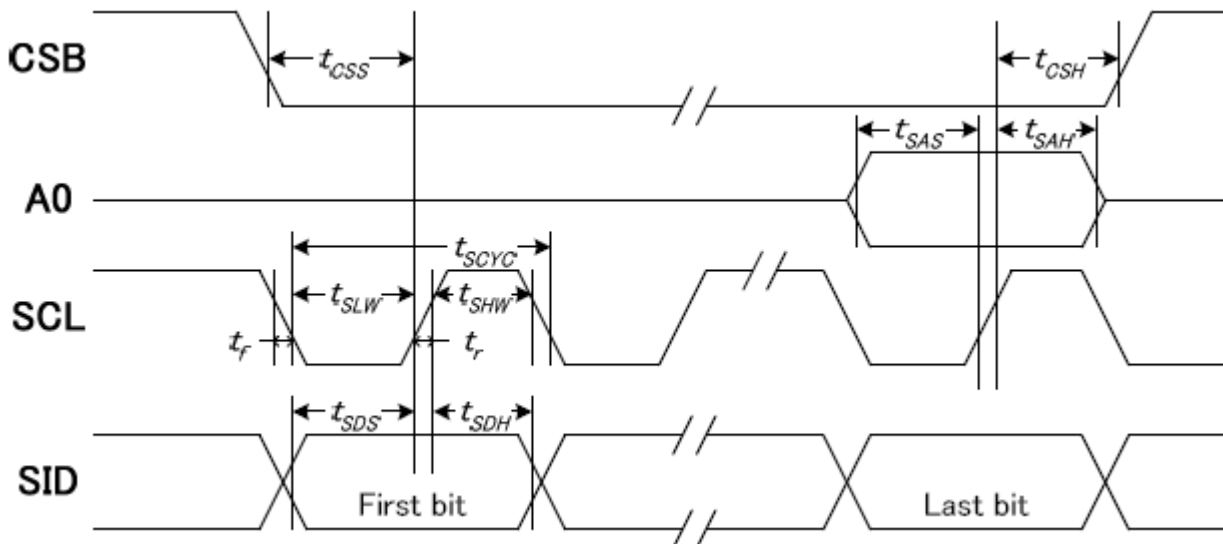 CSB
tCSS
tCSH
tSAS
tSAH
A0
tSCYC
SCL
tSLW
tSHW
tf
tr
tSDS
tSDH
SID
First bit
Last bit